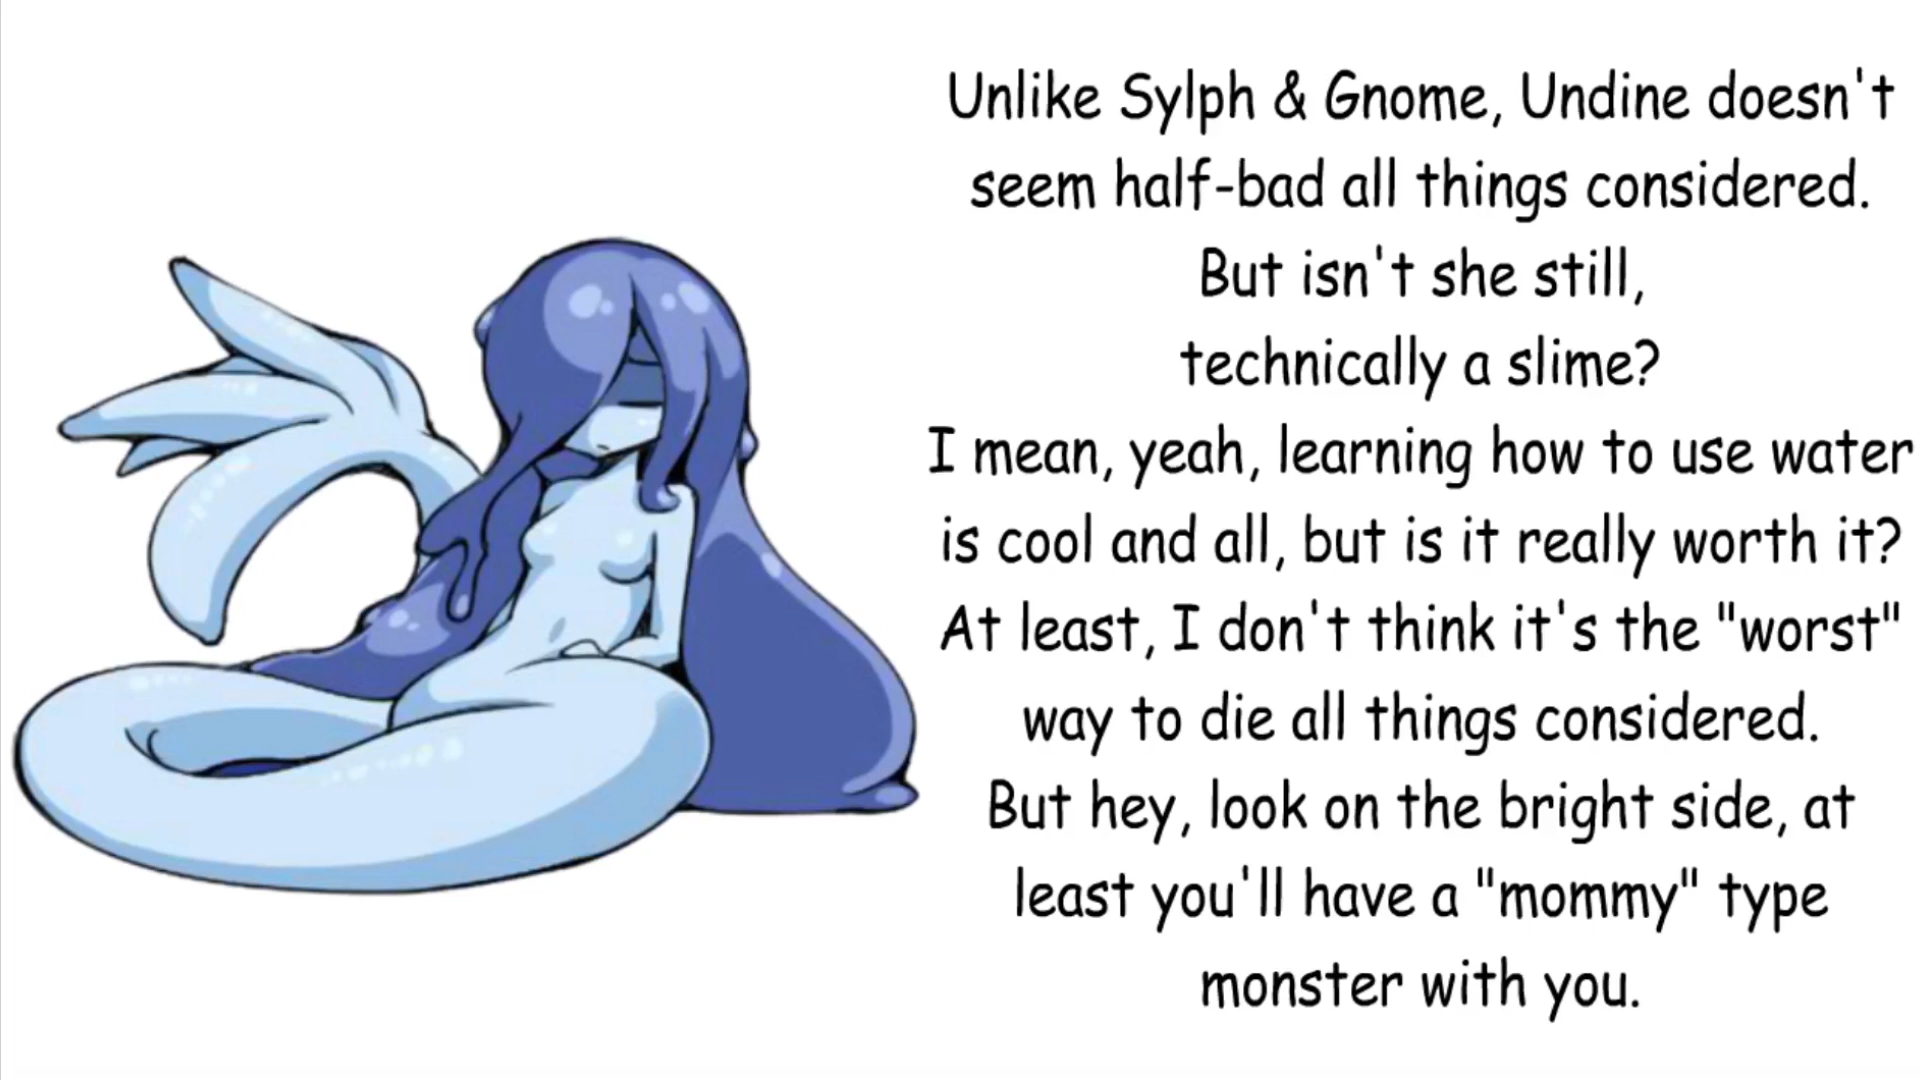 Unlike Sylph & Gnome, Undine doesn't
seem half-bad all things considered.
But isn't she still,
technically a slime?
I mean, yeah, learning how to use water
is cool and all, but is it really worth it?
At least, I don't think it's the "worst"
way to die all things considered.
But hey, look on the bright side, at
least you'll have a "mommy" type
monster with you.